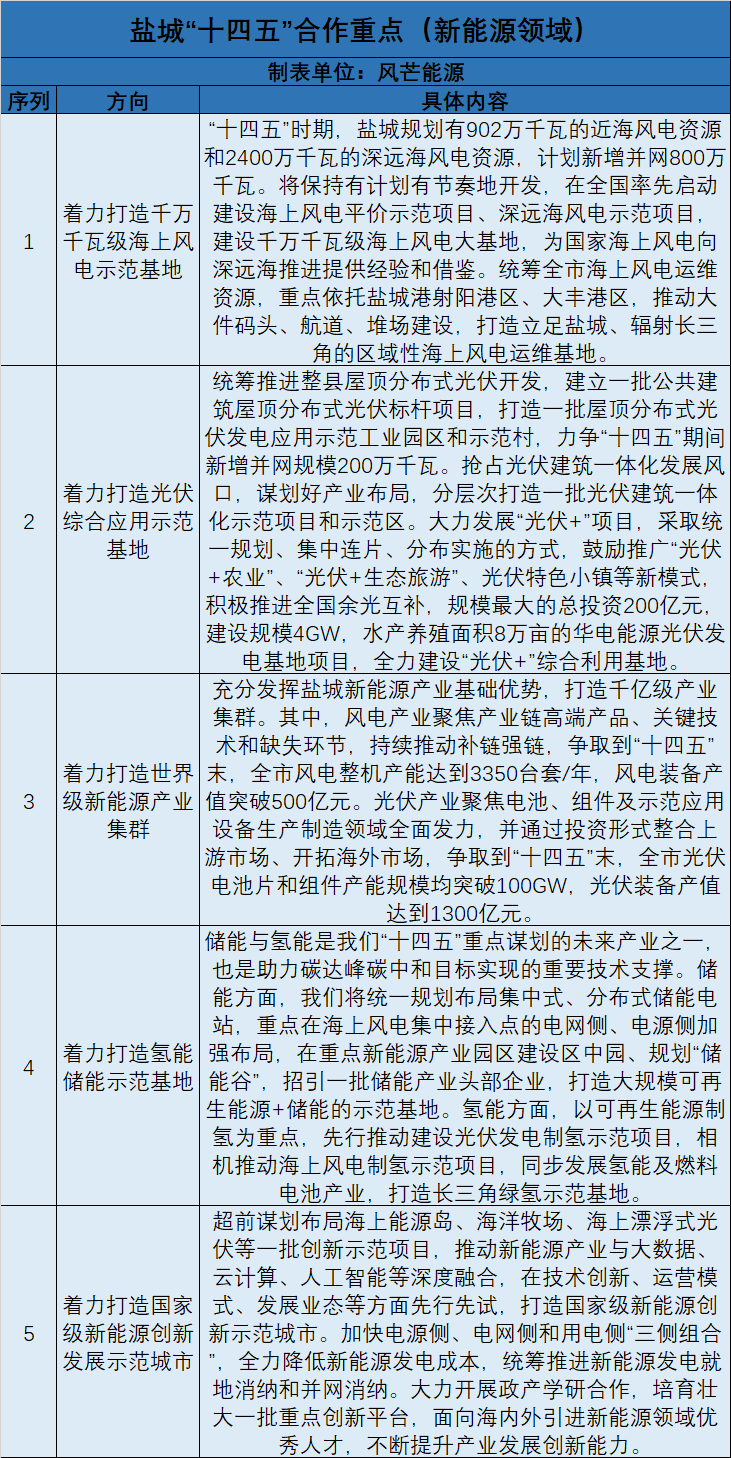 盐城“十四五”合作重点（新能源领域）
制表单位：风芒能源
序列 方向 具体内容
1
着力打造千万
千瓦级海上风
电示范基地
“十四五”时期，盐城规划有902万千瓦的近海风电资源
和2400万千瓦的深远海风电资源，计划新增并网800万
千瓦。将保持有计划有节奏地开发，在全国率先启动
建设海上风电平价示范项目、深远海风电示范项目，
建设千万千瓦级海上风电大基地，为国家海上风电向
深远海推进提供经验和借鉴。统筹全市海上风电运维
资源，重点依托盐城港射阳港区、大丰港区，推动大
件码头、航道、堆场建设，打造立足盐城、辐射长三
角的区域性海上风电运维基地。
2
着力打造光伏
综合应用示范
基地
统筹推进整县屋顶分布式光伏开发，建立一批公共建
筑屋顶分布式光伏标杆项目，打造一批屋顶分布式光
伏发电应用示范工业园区和示范村，力争“十四五”期间
新增并网规模200万千瓦。抢占光伏建筑一体化发展风
口，谋划好产业布局，分层次打造一批光伏建筑一体
化示范项目和示范区。大力发展“光伏+”项目，采取统
一规划、集中连片、分布实施的方式，鼓励推广“光伏
+农业”、“光伏+生态旅游”、光伏特色小镇等新模式，
积极推进全国余光互补，规模最大的总投资200亿元，
建设规模4GW，水产养殖面积8万亩的华电能源光伏发
电基地项目，全力建设“光伏+”综合利用基地。
3
着力打造世界
级新能源产业
集群
充分发挥盐城新能源产业基础优势，打造千亿级产业
集群。其中，风电产业聚焦产业链高端产品、关键技
术和缺失环节，持续推动补链强链，争取到“十四五”
末，全市风电整机产能达到3350台套/年，风电装备产
值突破500亿元。光伏产业聚焦电池、组件及示范应用
设备生产制造领域全面发力，并通过投资形式整合上
游市场、开拓海外市场，争取到“十四五”末，全市光伏
电池片和组件产能规模均突破100GW，光伏装备产值
达到1300亿元。
4
着力打造氢能
储能示范基地
储能与氢能是我们“十四五”重点谋划的未来产业之一，
也是助力碳达峰碳中和目标实现的重要技术支撑。储
能方面，我们将统一规划布局集中式、分布式储能电
站，重点在海上风电集中接入点的电网侧、电源侧加
强布局，在重点新能源产业园区建设区中园、规划“储
能谷”，招引一批储能产业头部企业，打造大规模可再
生能源+储能的示范基地。氢能方面，以可再生能源制
氢为重点，先行推动建设光伏发电制氢示范项目，相
机推动海上风电制氢示范项目，同步发展氢能及燃料
电池产业，打造长三角绿氢示范基地。
5
着力打造国家
级新能源创新
发展示范城市
超前谋划布局海上能源岛、海洋牧场、海上漂浮式光
伏等一批创新示范项目，推动新能源产业与大数据、
云计算、人工智能等深度融合，在技术创新、运营模
式、发展业态等方面先行先试，打造国家级新能源创
新示范城市。加快电源侧、电网侧和用电侧“三侧组合
”，全力降低新能源发电成本，统筹推进新能源发电就
地消纳和并网消纳。大力开展政产学研合作，培育壮
大一批重点创新平台，面向海内外引进新能源领域优
秀人才，不断提升产业发展创新能力。